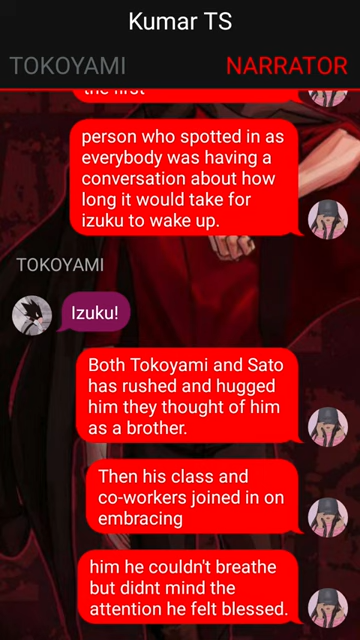 Kumar TS
TOKOYAMI
NARRATOR
the first
person who spotted in as
everybody was having a
conversation about how
long it would take for
izuku to wake up.
TOKOYAMI
Izuku!
Both Tokoyami and Sato
has rushed and hugged
him they thought of him
as a brother.
Then his class and
co-workers joined in on
embracing
him he couldn't breathe
but didnt mind the
attention he felt blessed.